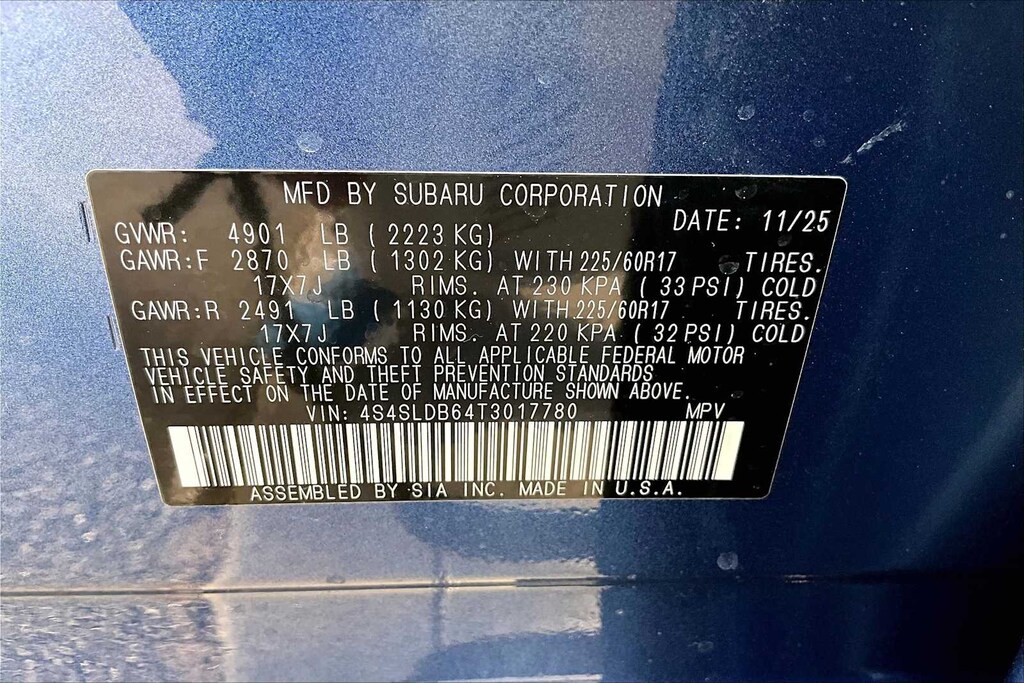 MFD BY SUBARU CORPORATION
DATE: 11/25
GVWR: 4901 LB ( 2223 KG)
GAWR:F 2870 LB ( 1302 KG) WITH 225/60R17 TIRES.
17X7J RIMS. AT 230 KPA ( 33 PSI) COLD
GAWR:R 2491 LB ( 1130 KG) WITH 225/60R17 TIRES.
17X7J RIMS. AT 220 KPA ( 32 PSI) COLD
THIS VEHICLE CONFORMS TO ALL APPLICABLE FEDERAL MOTOR
VEHICLE SAFETY AND THEFT PREVENTION STANDARDS
IN EFFECT ON THE DATE OF MANUFACTURE SHOWN ABOVE.
VIN: 4S4SLDB64T3017780 MPV
ASSEMBLED BY SIA INC. MADE IN U.S.A.